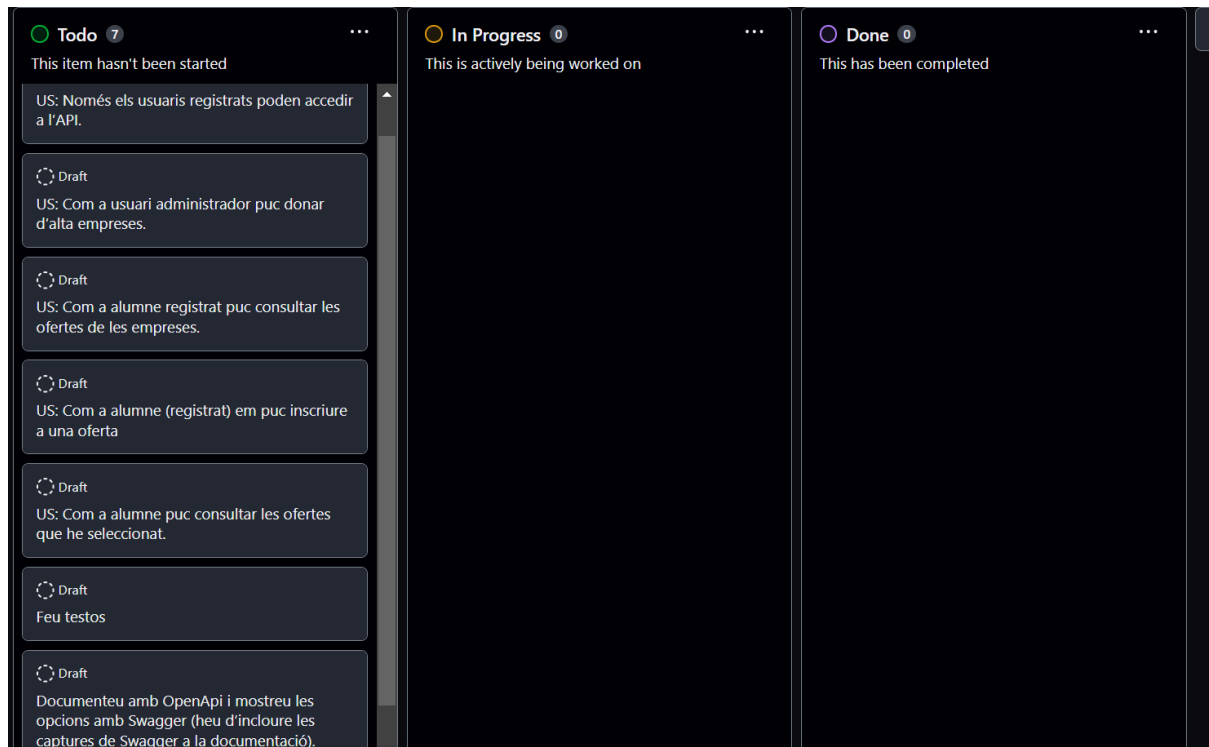 Todo 7
This item hasn't been started
US: Només els usuaris registrats poden accedir
a l'API.
Draft
US: Com a usuari administrador puc donar
d'alta empreses.
Draft
US: Com a alumne registrat puc consultar les
ofertes de les empreses.
Draft
US: Com a alumne (registrat) em puc inscriure
a una oferta
Draft
US: Com a alumne puc consultar les ofertes
que he seleccionat.
Draft
Feu testos
Draft
Documenteu amb OpenApi i mostreu les
opcions amb Swagger (heu d'incloure les
captures de Swagger a la documentació).
In Progress 0
This is actively being worked on
Done 0
This has been completed